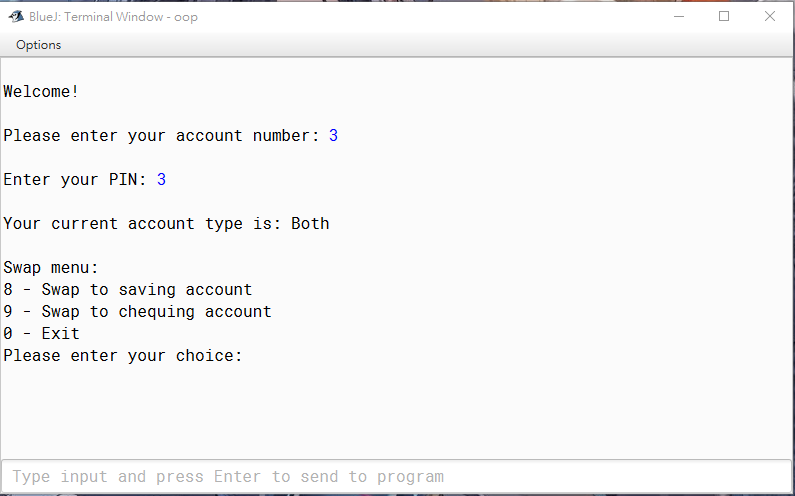 BlueJ: Terminal Window - oop
Options
Welcome!
Please enter your account number: 3
Enter your PIN: 3
Your current account type is: Both
Swap menu:
8 - Swap to saving account
9 - Swap to chequing account
0 - Exit
Please enter your choice:
Type input and press Enter to send to program